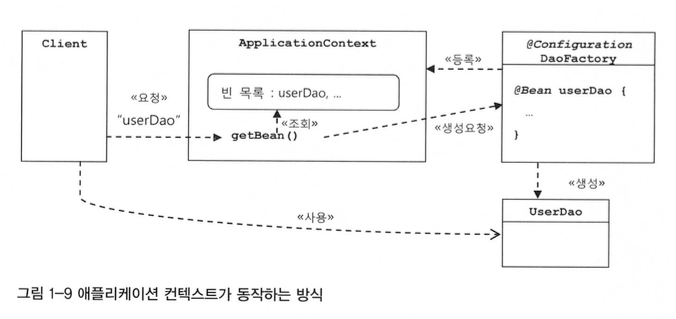 Client
ApplicationContext
@Configuration
DaoFactory
«등록»
빈 목록 : userDao, ...
@Bean userDao {
...
}
«요청»
"userDao"
«조회»
getBean()
«생성요청»
«생성»
UserDao
«사용»
그림 1-9 애플리케이션 컨텍스트가 동작하는 방식